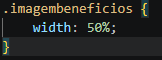 .imagembeneficios {
    width: 50%;
}